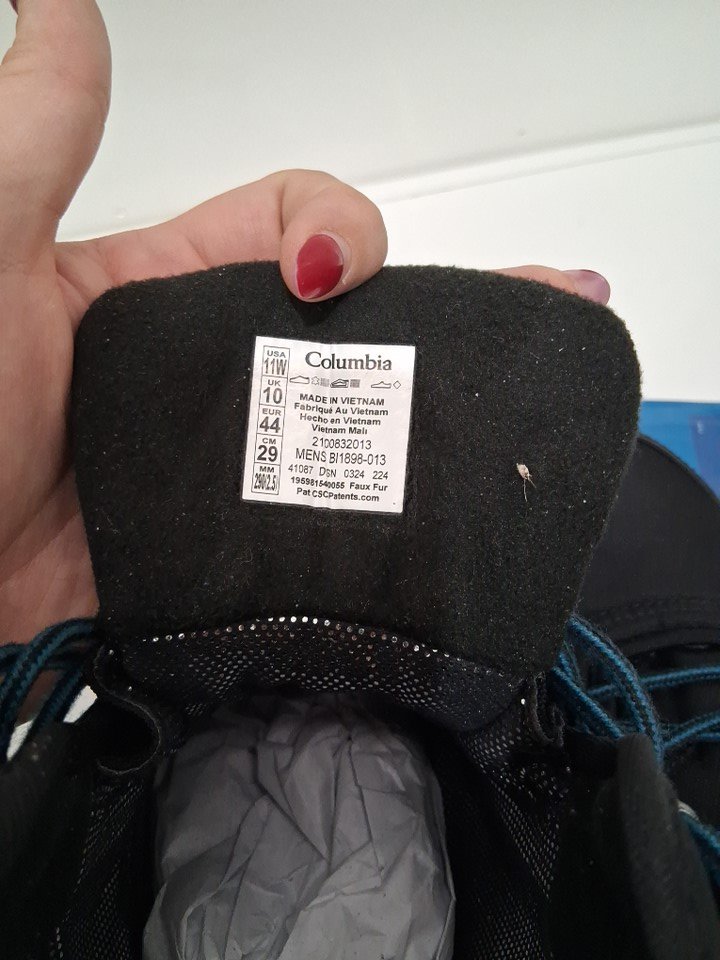 USA
11W
UK
10
EUR
44
CM
29
MM
290(2.5)
Columbia
MADE IN VIETNAM
Fabriqué Au Vietnam
Hecho en Vietnam
Vietnam Malı
2100832013
MENS BI1898-013
41087 DSN 0324 224
195981540055 Faux Fur
Pat CSCPatents.com